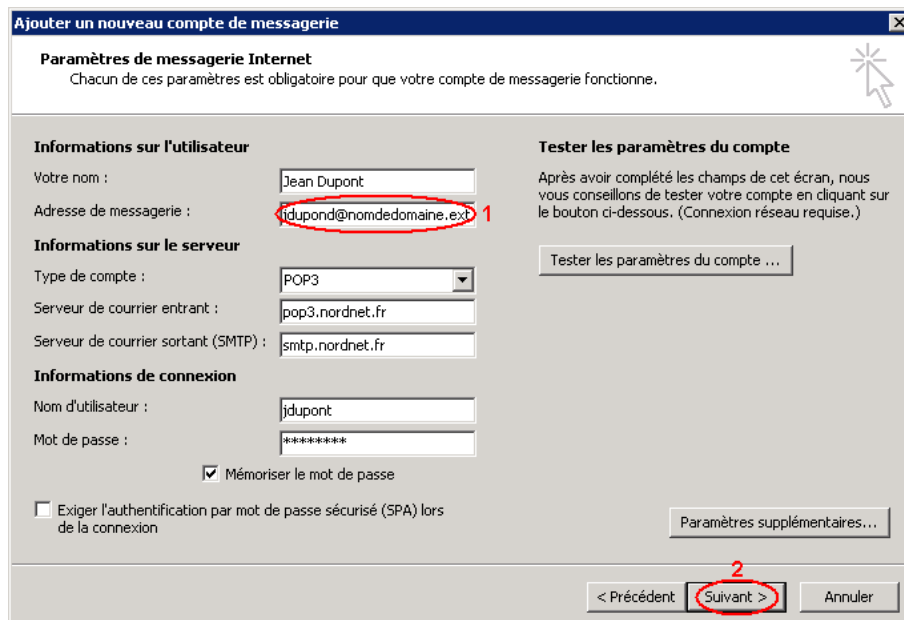 Ajouter un nouveau compte de messagerie
Paramètres de messagerie Internet
Chacun de ces paramètres est obligatoire pour que votre compte de messagerie fonctionne.
Informations sur l'utilisateur
Votre nom :
Jean Dupont
Adresse de messagerie :
jdupond@nomdedomaine.ext
1
Informations sur le serveur
Type de compte :
POP3
Serveur de courrier entrant :
pop3.nordnet.fr
Serveur de courrier sortant (SMTP) :
smtp.nordnet.fr
Informations de connexion
Nom d'utilisateur :
jdupont
Mot de passe :
********
Mémoriser le mot de passe
Exiger l'authentification par mot de passe sécurisé (SPA) lors
de la connexion
Tester les paramètres du compte
Après avoir complété les champs de cet écran, nous
vous conseillons de tester votre compte en cliquant sur
le bouton ci-dessous. (Connexion réseau requise.)
Tester les paramètres du compte ...
Paramètres supplémentaires...
2
< Précédent
Suivant >
Annuler